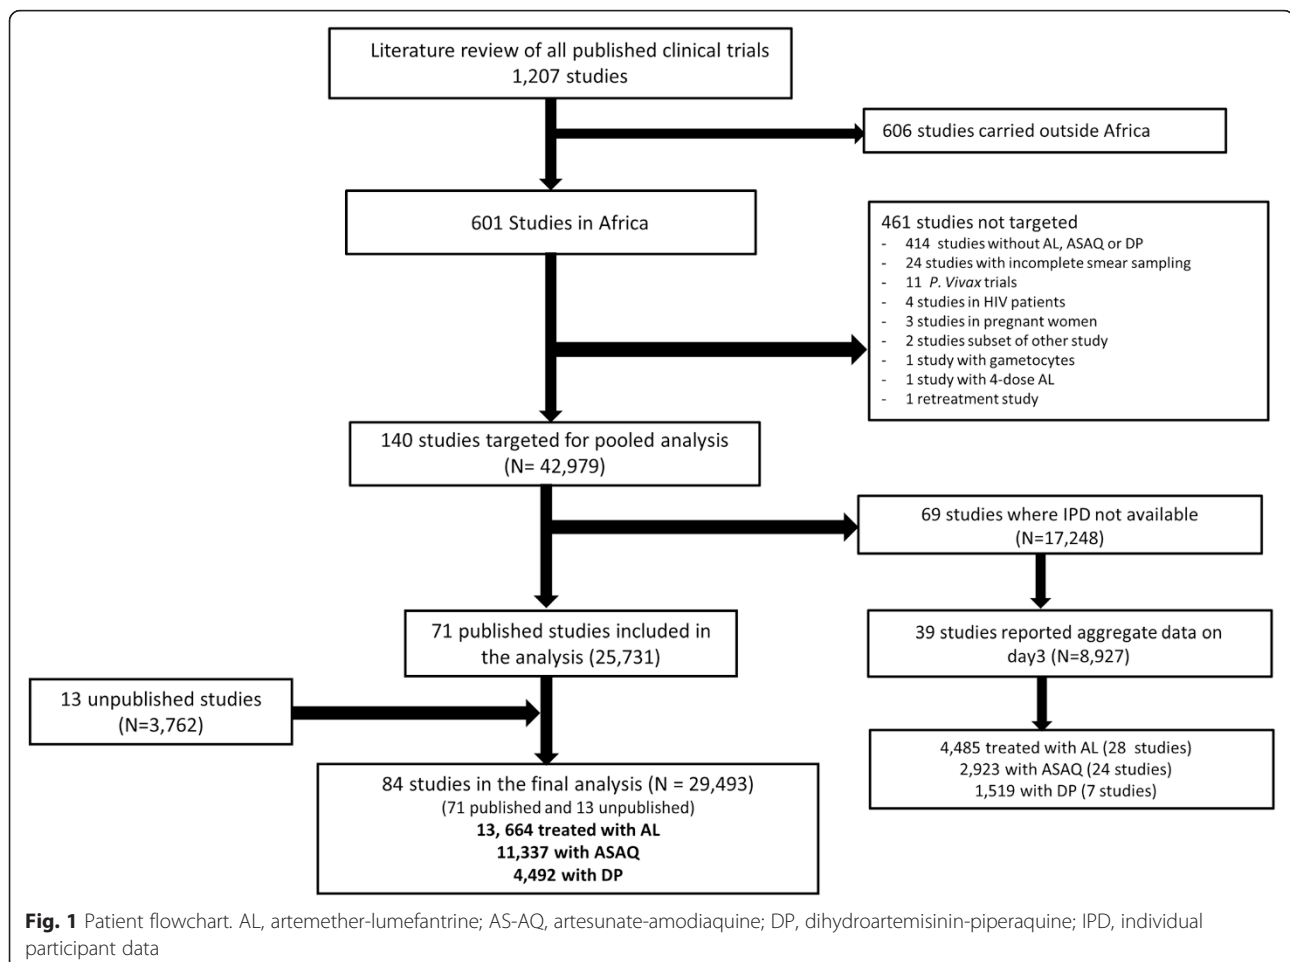 Literature review of all published clinical trials
1,207 studies
606 studies carried outside Africa
601 Studies in Africa
461 studies not targeted
- 414 studies without AL, ASAQ or DP
- 24 studies with incomplete smear sampling
- 11 P. Vivax trials
- 4 studies in HIV patients
- 3 studies in pregnant women
- 2 studies subset of other study
- 1 study with gametocytes
- 1 study with 4-dose AL
- 1 retreatment study
140 studies targeted for pooled analysis
(N= 42,979)
69 studies where IPD not available
(N=17,248)
71 published studies included in
the analysis (25,731)
39 studies reported aggregate data on
day3 (N=8,927)
13 unpublished studies
(N=3,762)
4,485 treated with AL (28 studies)
2,923 with ASAQ (24 studies)
1,519 with DP (7 studies)
84 studies in the final analysis (N = 29,493)
(71 published and 13 unpublished)
13, 664 treated with AL
11,337 with ASAQ
4,492 with DP
Fig. 1 Patient flowchart. AL, artemether-lumefantrine; AS-AQ, artesunate-amodiaquine; DP, dihydroartemisinin-piperaquine; IPD, individual
participant data